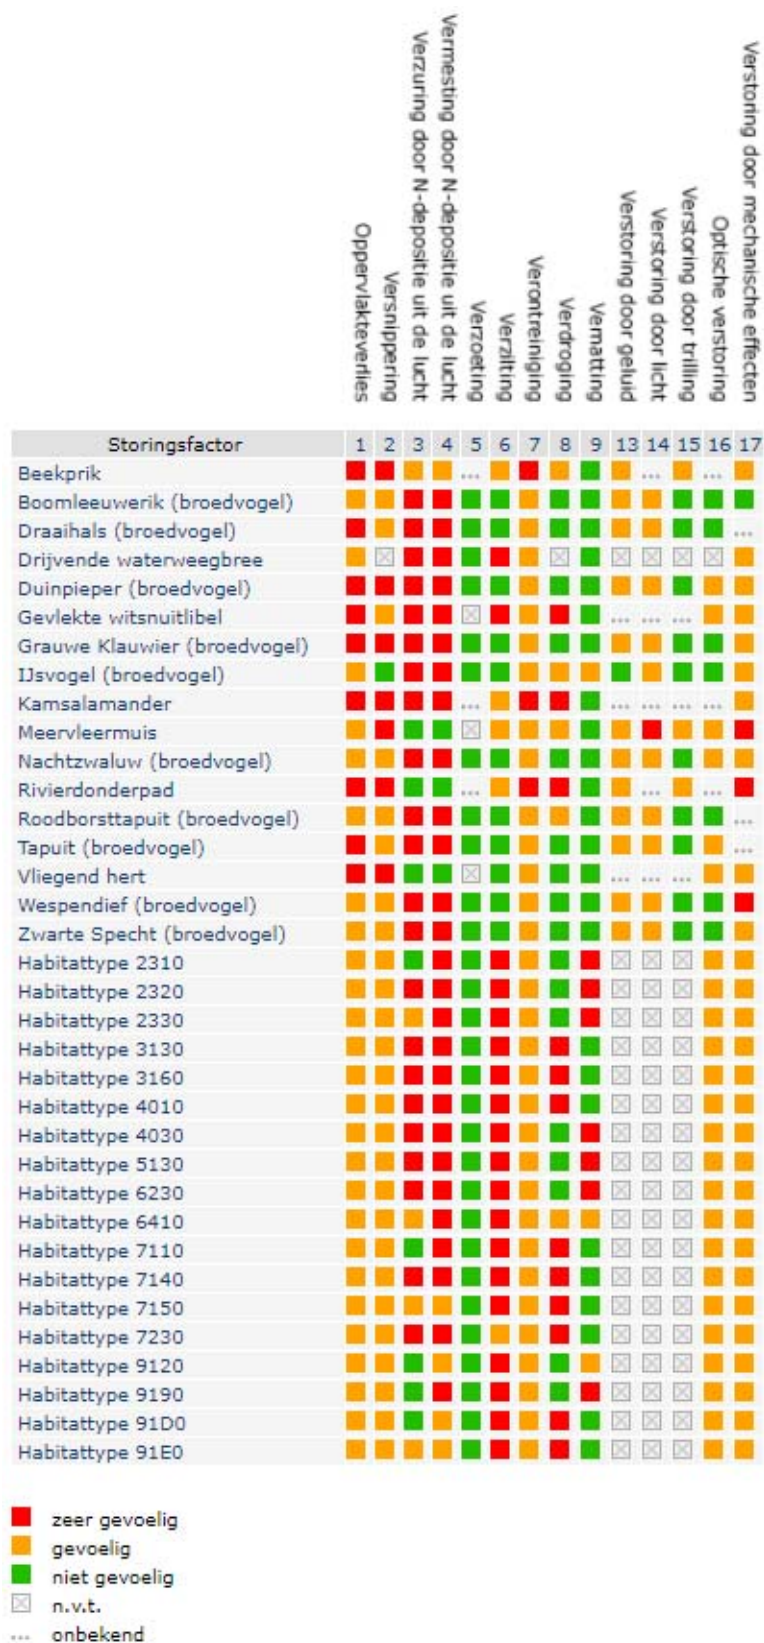 Oppervlakteverlies
Versnippering
Verzuring door N-depositie uit de lucht
Vermesting door N-depositie uit de lucht
Verzoeting
Verzilting
Verontreiniging
Verdroging
Vernatting
Verstoring door geluid
Verstoring door licht
Verstoring door trilling
Optische verstoring
Verstoring door mechanische effecten
Storingsfactor 1 2 3 4 5 6 7 8 9 13 14 15 16 17
Beekprik ... ... ...
Boomleeuwerik (broedvogel)
Draaihals (broedvogel) ...
Drijvende waterweegbree
Duinpieper (broedvogel)
Gevlekte witsnuitlibel ... ... ...
Grauwe Klauwier (broedvogel)
IJsvogel (broedvogel)
Kamsalamander ... ... ... ... ...
Meervleermuis
Nachtzwaluw (broedvogel)
Rivierdonderpad ... ... ...
Roodborsttapuit (broedvogel) ...
Tapuit (broedvogel) ...
Vliegend hert ... ... ...
Wespendief (broedvogel)
Zwarte Specht (broedvogel)
Habitattype 2310
Habitattype 2320
Habitattype 2330
Habitattype 3130
Habitattype 3160
Habitattype 4010
Habitattype 4030
Habitattype 5130
Habitattype 6230
Habitattype 6410
Habitattype 7110
Habitattype 7140
Habitattype 7150
Habitattype 7230
Habitattype 9120
Habitattype 9190
Habitattype 91D0
Habitattype 91E0
zeer gevoelig
gevoelig
niet gevoelig
n.v.t.
... onbekend